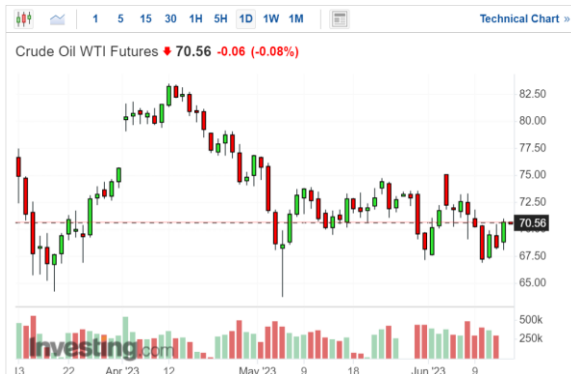 1 5 15 30 1H 5H 1D 1W 1M Technical Chart »
Crude Oil WTI Futures 70.56 -0.06 (-0.08%)
82.50
80.00
77.50
75.00
72.50
70.56
67.50
65.00
500k
250k
Investing.com
13 22 Apr '23 12 May '23 9 18 Jun '23 9